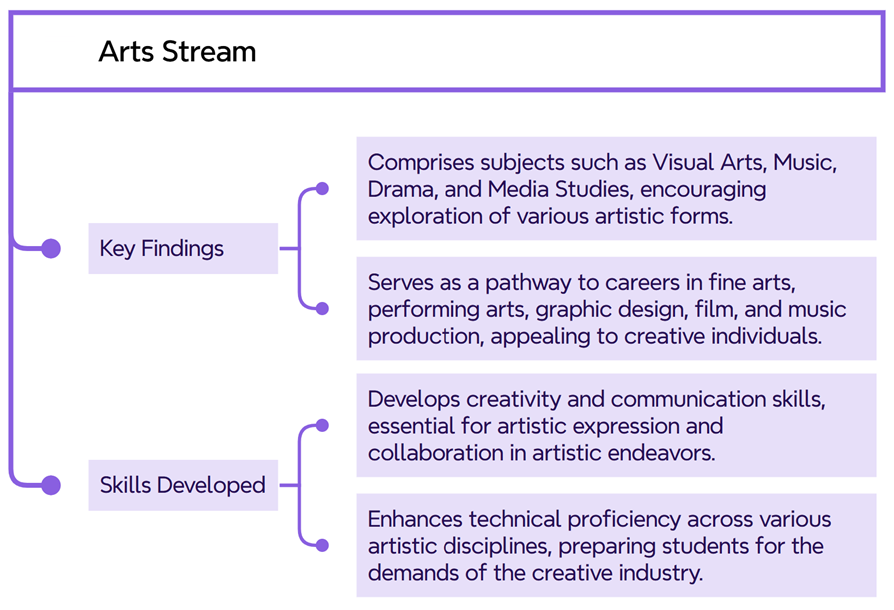 Arts Stream
Key Findings
Comprises subjects such as Visual Arts, Music,
Drama, and Media Studies, encouraging
exploration of various artistic forms.
Serves as a pathway to careers in fine arts,
performing arts, graphic design, film, and music
production, appealing to creative individuals.
Skills Developed
Develops creativity and communication skills,
essential for artistic expression and
collaboration in artistic endeavors.
Enhances technical proficiency across various
artistic disciplines, preparing students for the
demands of the creative industry.